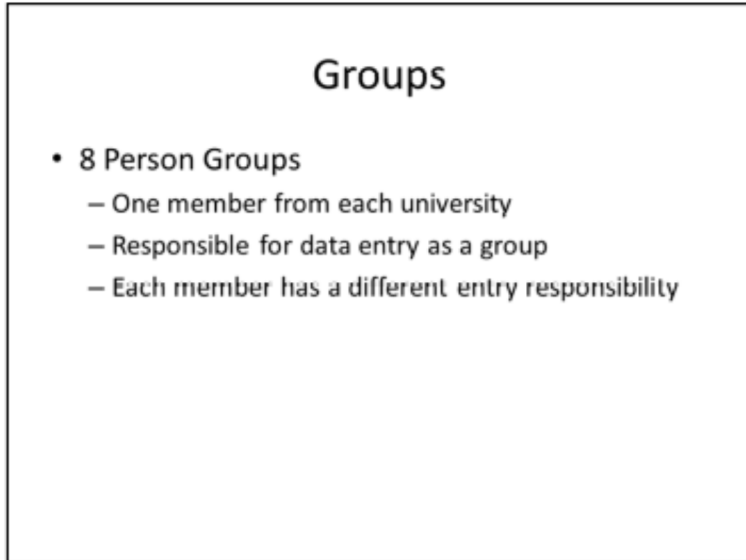 Groups
• 8 Person Groups
– One member from each university
– Responsible for data entry as a group
– Each member has a different entry responsibility